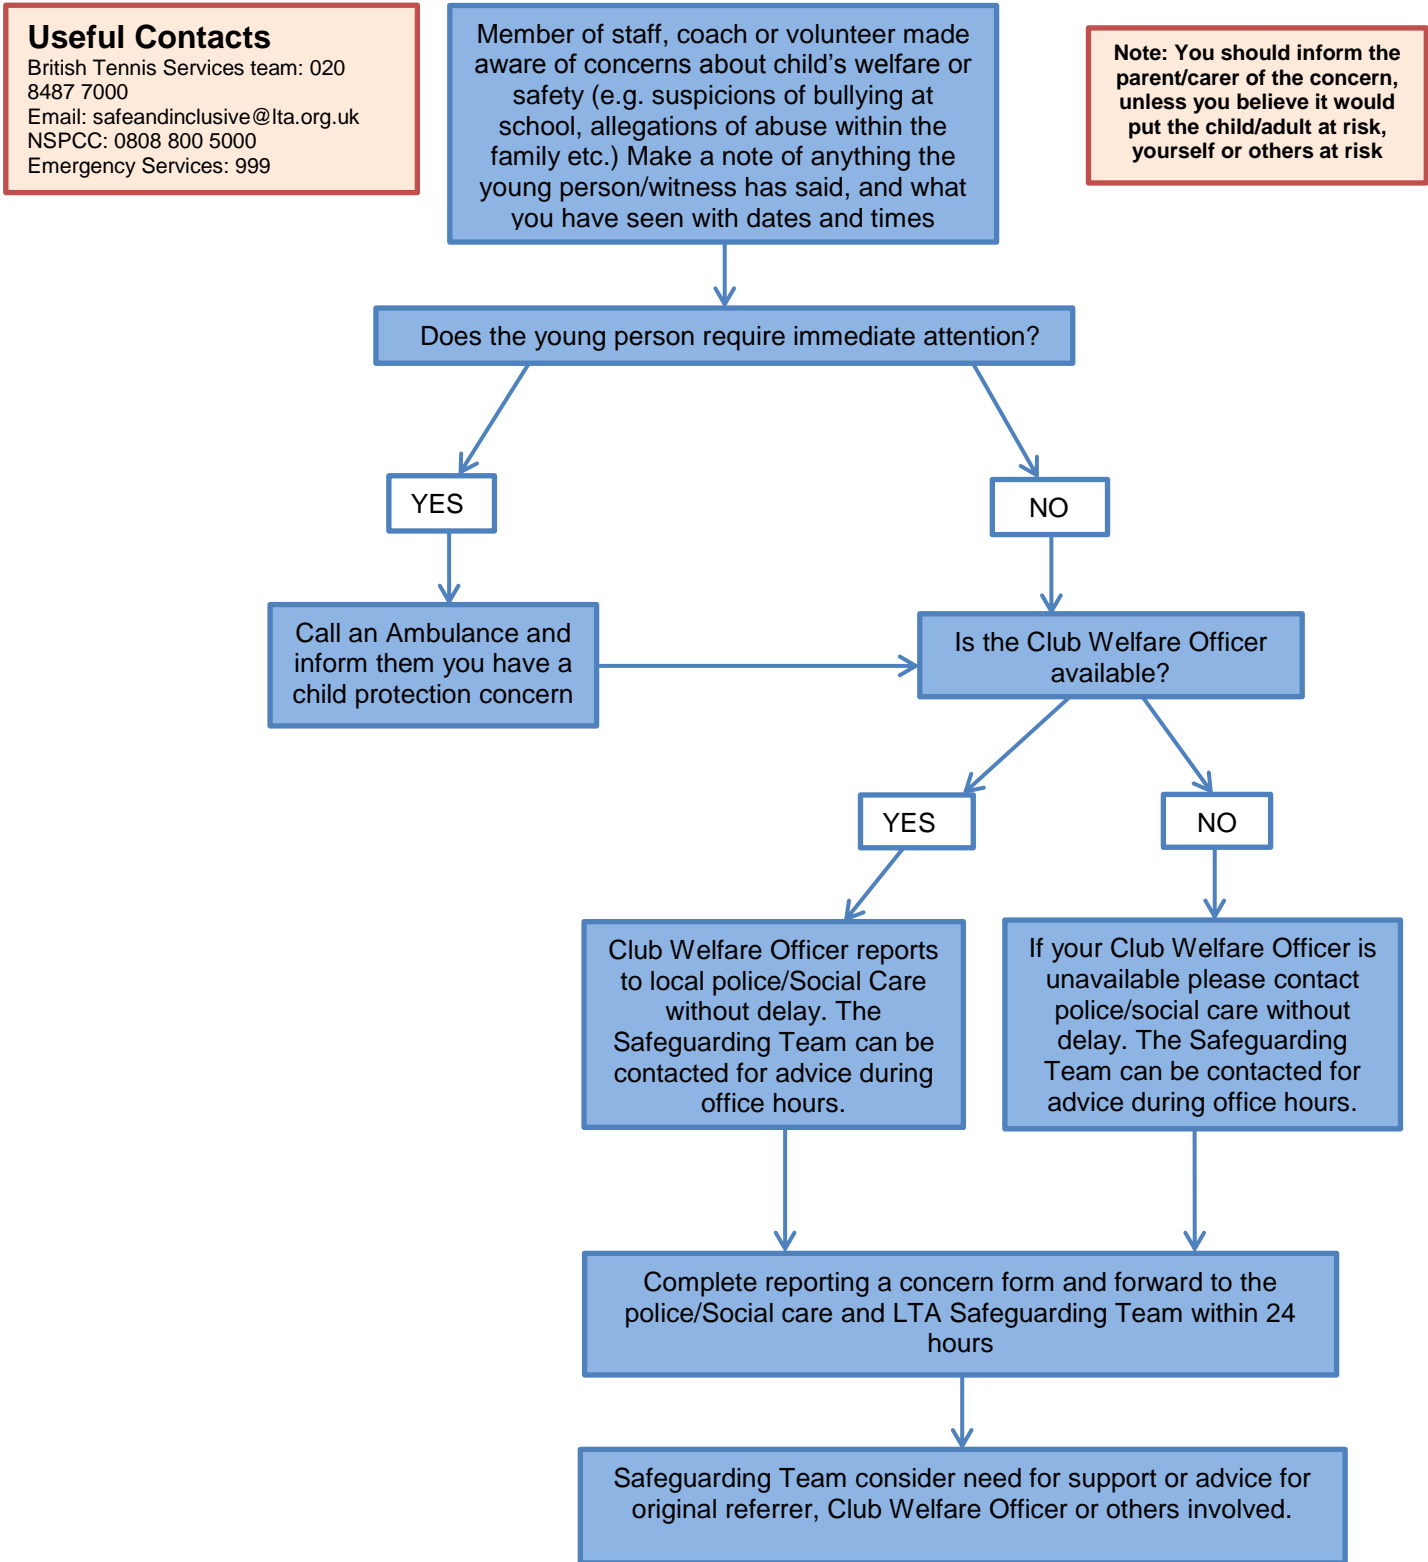 Useful Contacts
British Tennis Services team: 020
8487 7000
Email: safeandinclusive@lta.org.uk
NSPCC: 0808 800 5000
Emergency Services: 999
Member of staff, coach or volunteer made
aware of concerns about child’s welfare or
safety (e.g. suspicions of bullying at
school, allegations of abuse within the
family etc.) Make a note of anything the
young person/witness has said, and what
you have seen with dates and times
Note: You should inform the
parent/carer of the concern,
unless you believe it would
put the child/adult at risk,
yourself or others at risk
Does the young person require immediate attention?
YES
NO
Call an Ambulance and
inform them you have a
child protection concern
Is the Club Welfare Officer
available?
YES
NO
Club Welfare Officer reports
to local police/Social Care
without delay. The
Safeguarding Team can be
contacted for advice during
office hours.
If your Club Welfare Officer is
unavailable please contact
police/social care without
delay. The Safeguarding
Team can be contacted for
advice during office hours.
Complete reporting a concern form and forward to the
police/Social care and LTA Safeguarding Team within 24
hours
Safeguarding Team consider need for support or advice for
original referrer, Club Welfare Officer or others involved.